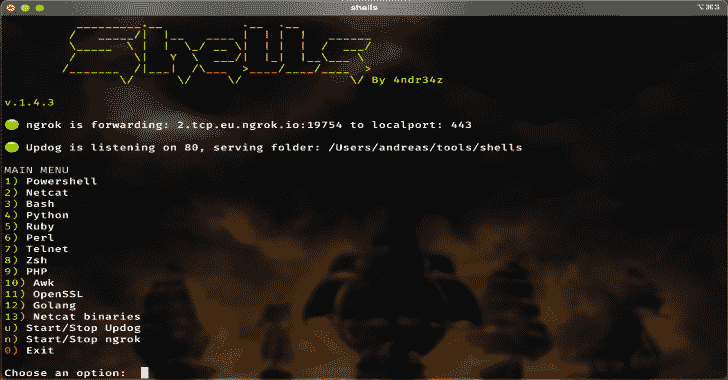 shells
⌥⌘3
Shells
By 4ndr34z
v.1.4.3
ngrok is forwarding: 2.tcp.eu.ngrok.io:19754 to localport: 443
Updog is listening on 80, serving folder: /Users/andreas/tools/shells
MAIN MENU
1) Powershell
2) Netcat
3) Bash
4) Python
5) Ruby
6) Perl
7) Telnet
8) Zsh
9) PHP
10) Awk
11) OpenSSL
12) Golang
13) Netcat binaries
u) Start/Stop Updog
n) Start/Stop ngrok
0) Exit
Choose an option: